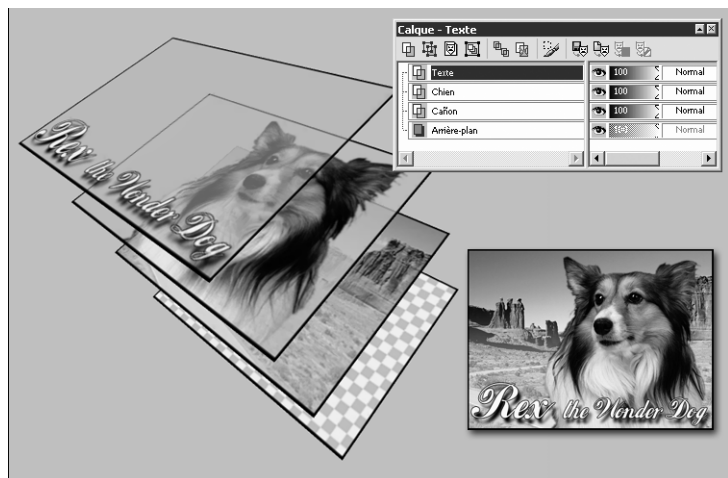 Calque - Texte
Texte 100 Normal
Chien 100 Normal
Cañon 100 Normal
Arrière-plan 100 Normal
Rex the Wonder Dog
Rex the Wonder Dog